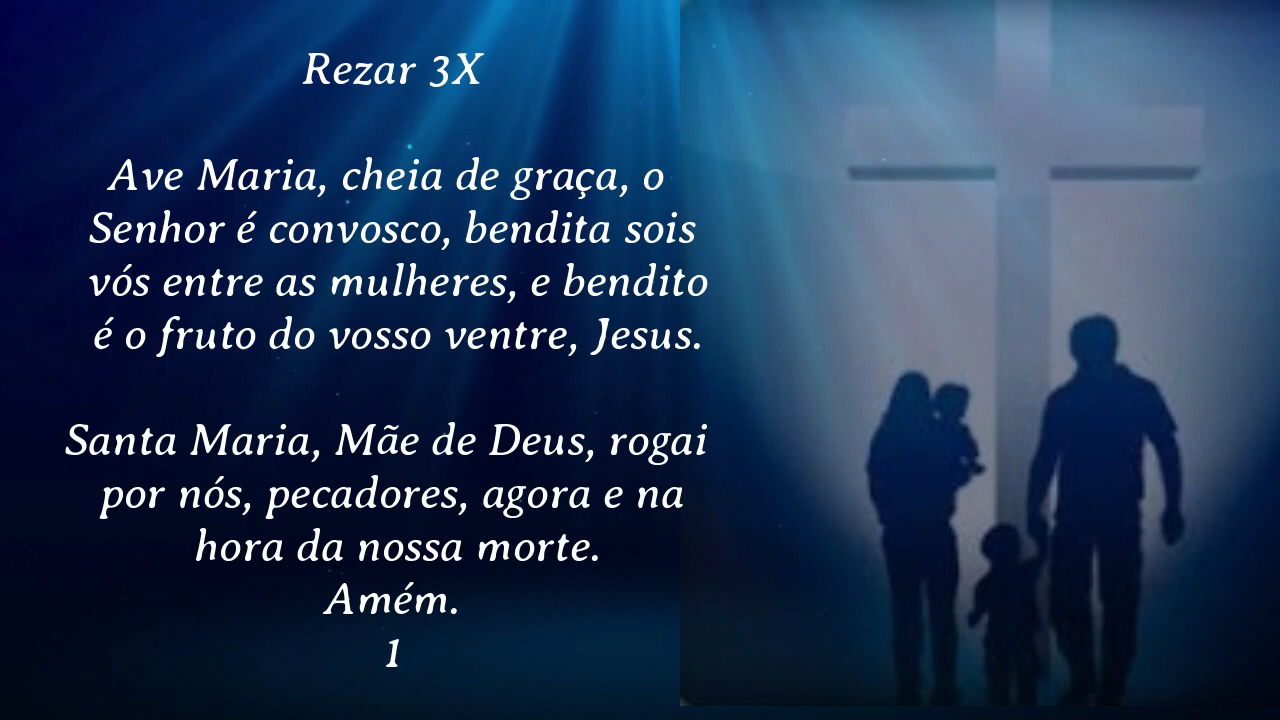 Rezar 3X
Ave Maria, cheia de graça, o
Senhor é convosco, bendita sois
vós entre as mulheres, e bendito
é o fruto do vosso ventre, Jesus.
Santa Maria, Mãe de Deus, rogai
por nós, pecadores, agora e na
hora da nossa morte.
Amém.
1